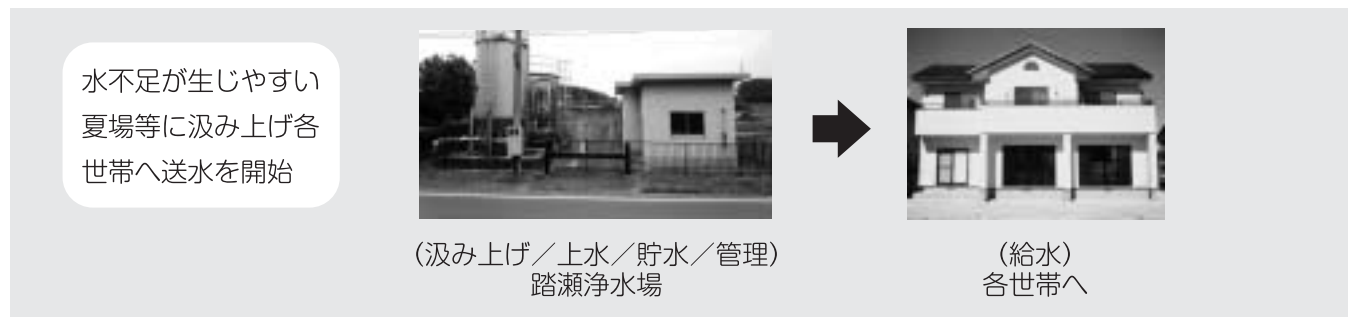 水不足が生じやすい
夏場等に汲み上げ各
世帯へ送水を開始
(汲み上げ／上水／貯水／管理)
踏瀬浄水場
(給水)
各世帯へ